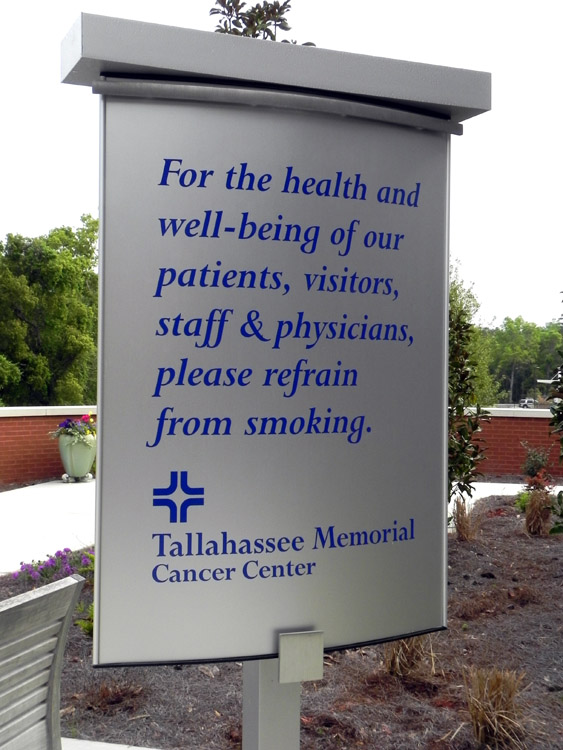 For the health and
well-being of our
patients, visitors,
staff & physicians,
please refrain
from smoking.
Tallahassee Memorial
Cancer Center